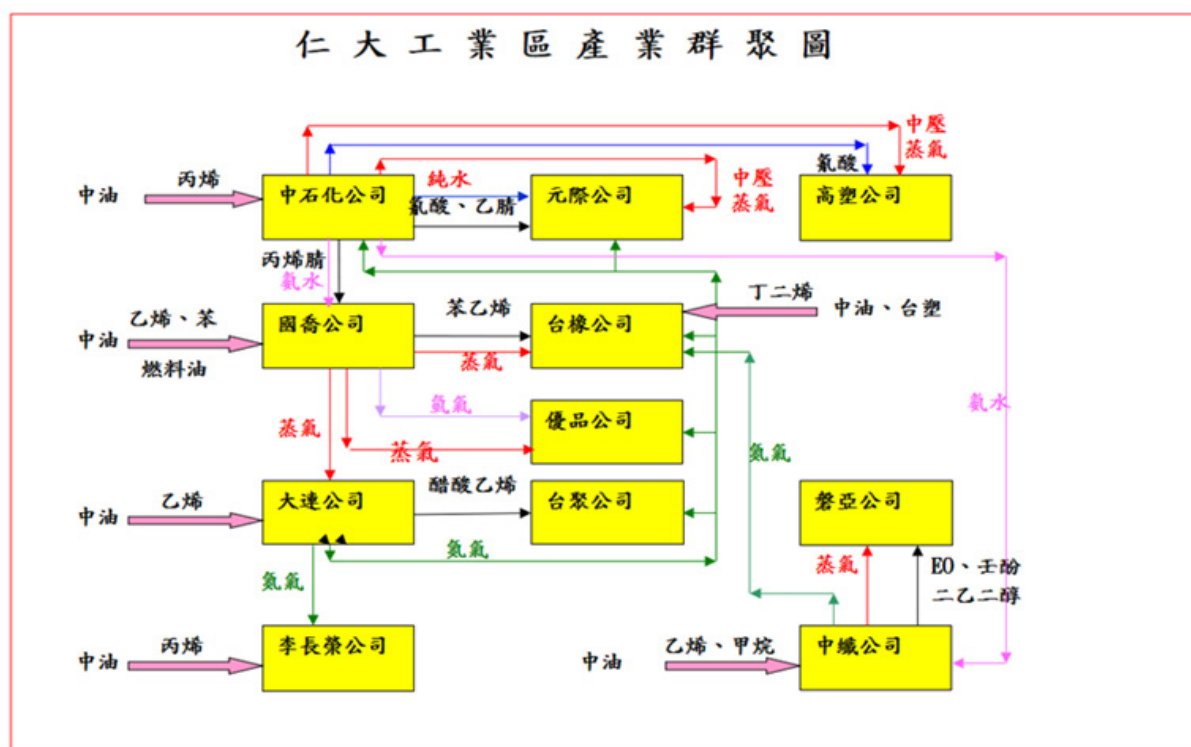 仁大工業區產業群聚圖
中壓
蒸氣
氰酸
丙烯
中油
中石化公司
純水
氰酸、乙腈
元際公司
中壓
蒸氣
高塑公司
丙烯腈
氨水
丁二烯
中油、台塑
乙烯、苯
中油
燃料油
國喬公司
苯乙烯
蒸氣
台橡公司
氨水
蒸氣
氫氣
蒸氣
優品公司
氮氣
乙烯
中油
大連公司
醋酸乙烯
台聚公司
磐亞公司
氮氣
氮氣
蒸氣
EO、壬酚
二乙二醇
丙烯
中油
李長榮公司
中油
乙烯、甲烷
中纖公司